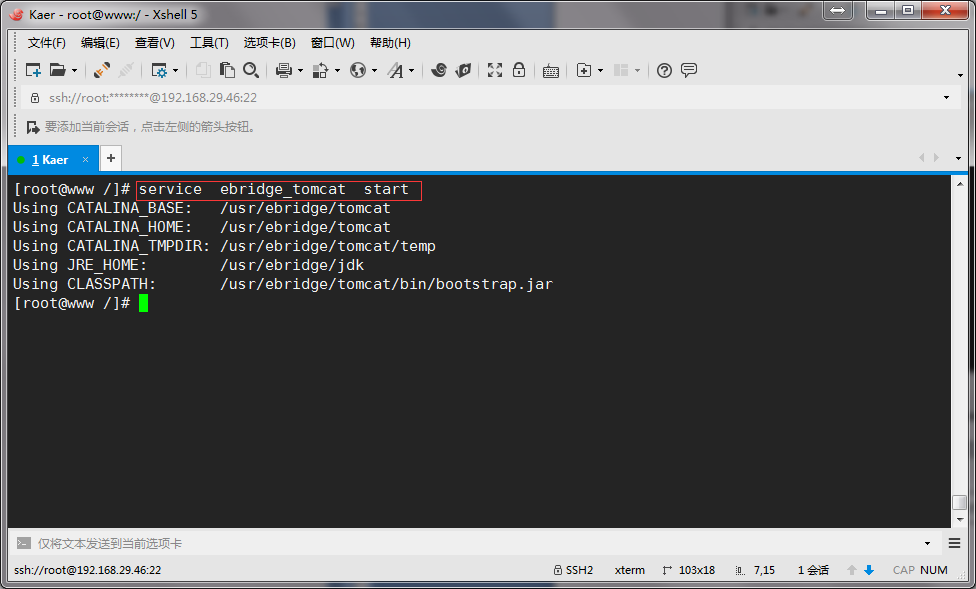 Kaer - root@www:/ - Xshell 5
文件(F) 编辑(E) 查看(V) 工具(T) 选项卡(B) 窗口(W) 帮助(H)
ssh://root:********@192.168.29.46:22
要添加当前会话，点击左侧的箭头按钮。
1 Kaer × +
[root@www /]# service  ebridge_tomcat  start
Using CATALINA_BASE:   /usr/ebridge/tomcat
Using CATALINA_HOME:   /usr/ebridge/tomcat
Using CATALINA_TMPDIR: /usr/ebridge/tomcat/temp
Using JRE_HOME:        /usr/ebridge/jdk
Using CLASSPATH:       /usr/ebridge/tomcat/bin/bootstrap.jar
[root@www /]#
仅将文本发送到当前选项卡
ssh://root@192.168.29.46:22 SSH2 xterm 103x18 7,15 1 会话 CAP NUM